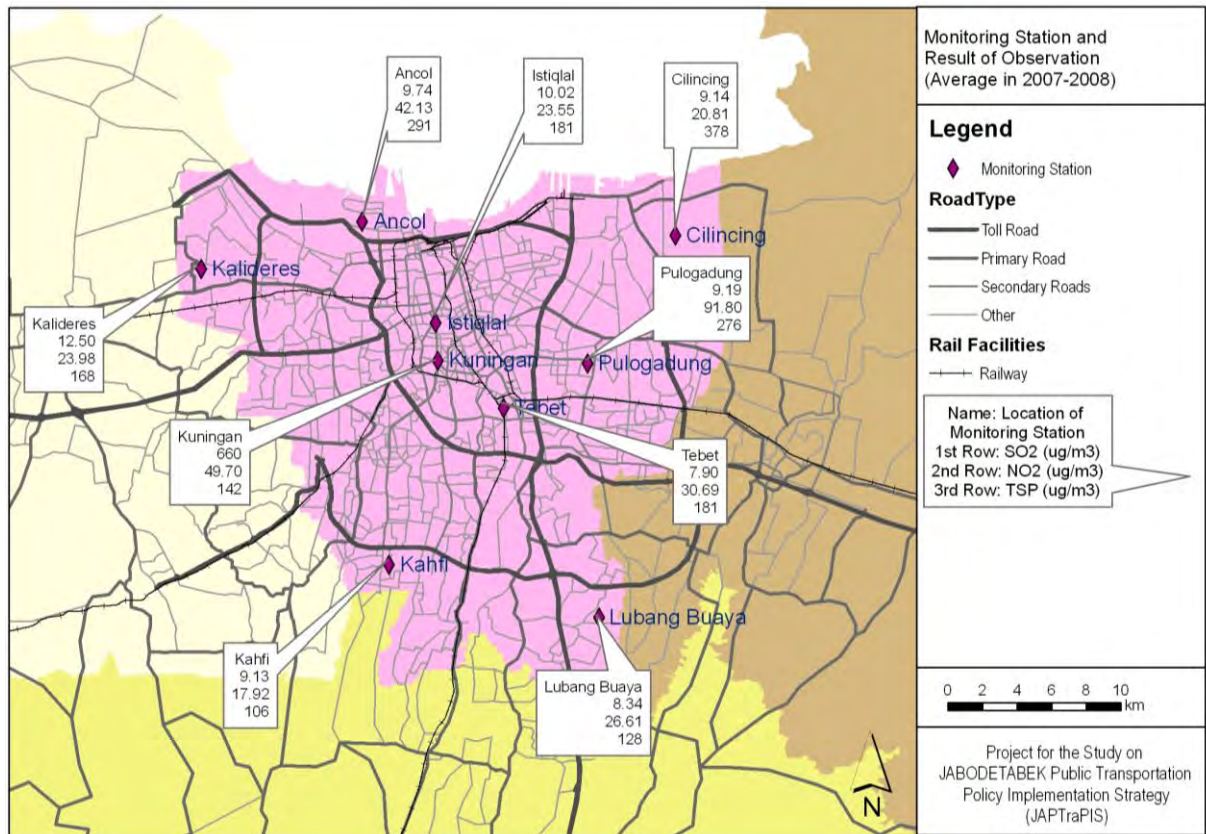 Monitoring Station and
Result of Observation
(Average in 2007-2008)
Legend
Monitoring Station
RoadType
Toll Road
Primary Road
Secondary Roads
Other
Rail Facilities
Railway
Name: Location of
Monitoring Station
1st Row: SO2 (ug/m3)
2nd Row: NO2 (ug/m3)
3rd Row: TSP (ug/m3)
0 2 4 6 8 10
km
Project for the Study on
JABODETABEK Public Transportation
Policy Implementation Strategy
(JAPTraPIS)
Ancol
9.74
42.13
291
Istiqlal
10.02
23.55
181
Cilincing
9.14
20.81
378
Ancol
Cilincing
Kalideres
Pulogadung
9.19
91.80
276
Kalideres
12.50
23.98
168
Istiqlal
Kuningan
Pulogadung
Tebet
Kuningan
660
49.70
142
Tebet
7.90
30.69
181
Kahfi
Lubang Buaya
Kahfi
9.13
17.92
106
Lubang Buaya
8.34
26.61
128
N